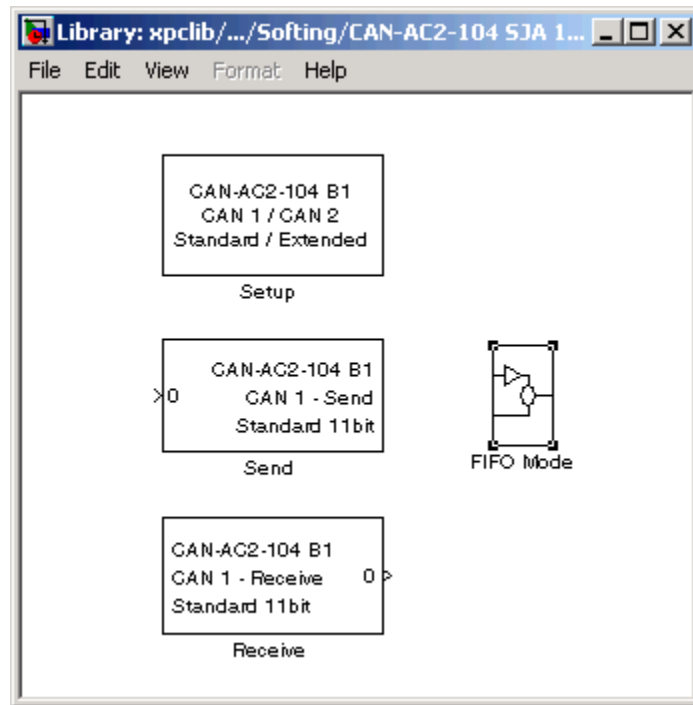 Library: xpclib/.../Softing/CAN-AC2-104 SJA 1...
File Edit View Format Help
CAN-AC2-104 B1
CAN 1 / CAN 2
Standard / Extended
Setup
CAN-AC2-104 B1
0 CAN 1 - Send
Standard 11bit
Send
FIFO Mode
CAN-AC2-104 B1
CAN 1 - Receive 0
Standard 11bit
Receive